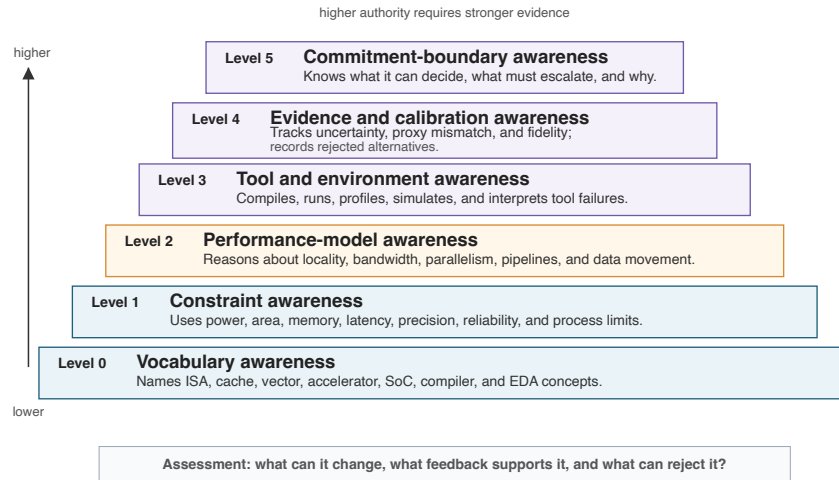 higher authority requires stronger evidence
higher
Level 5 Commitment-boundary awareness
Knows what it can decide, what must escalate, and why.
Level 4 Evidence and calibration awareness
Tracks uncertainty, proxy mismatch, and fidelity;
records rejected alternatives.
Level 3 Tool and environment awareness
Compiles, runs, profiles, simulates, and interprets tool failures.
Level 2 Performance-model awareness
Reasons about locality, bandwidth, parallelism, pipelines, and data movement.
Level 1 Constraint awareness
Uses power, area, memory, latency, precision, reliability, and process limits.
Level 0 Vocabulary awareness
Names ISA, cache, vector, accelerator, SoC, compiler, and EDA concepts.
lower
Assessment: what can it change, what feedback supports it, and what can reject it?